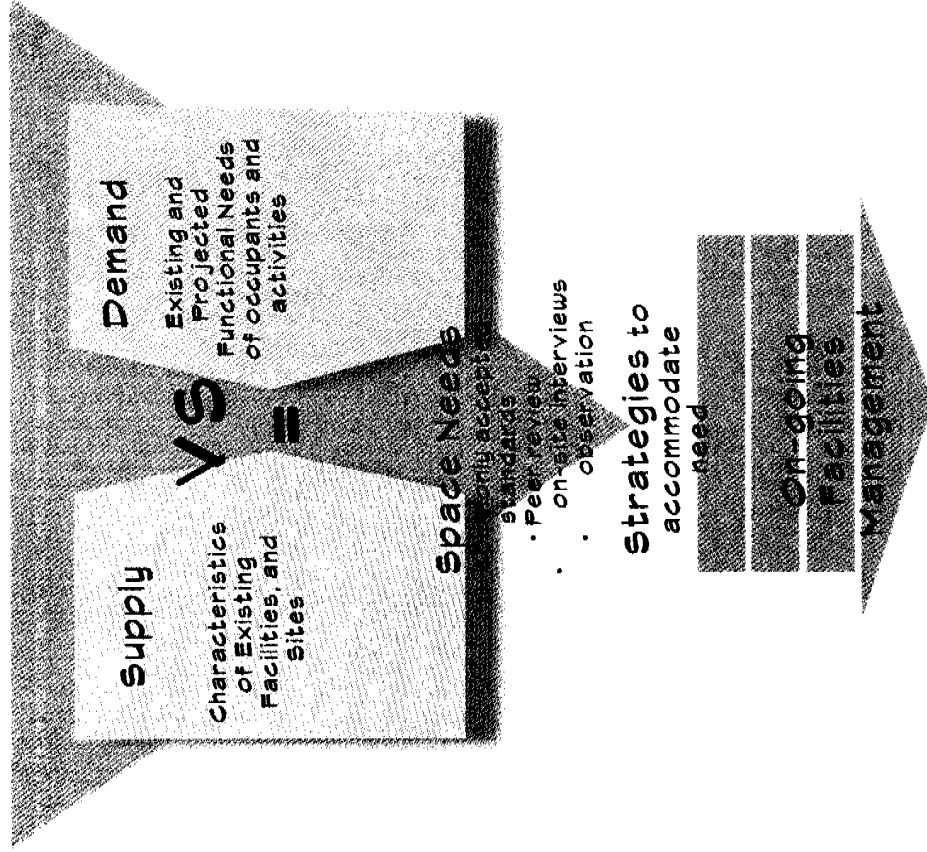 Supply
Characteristics
of Existing
Facilities, and
Sites
VS
=
Demand
Existing and
Projected
Functional Needs
of occupants and
activities
Space Needs
standards
• Peer review
on-site interviews
• observation
•
Strategies to
accommodate
need
On-going
Facilities
Management